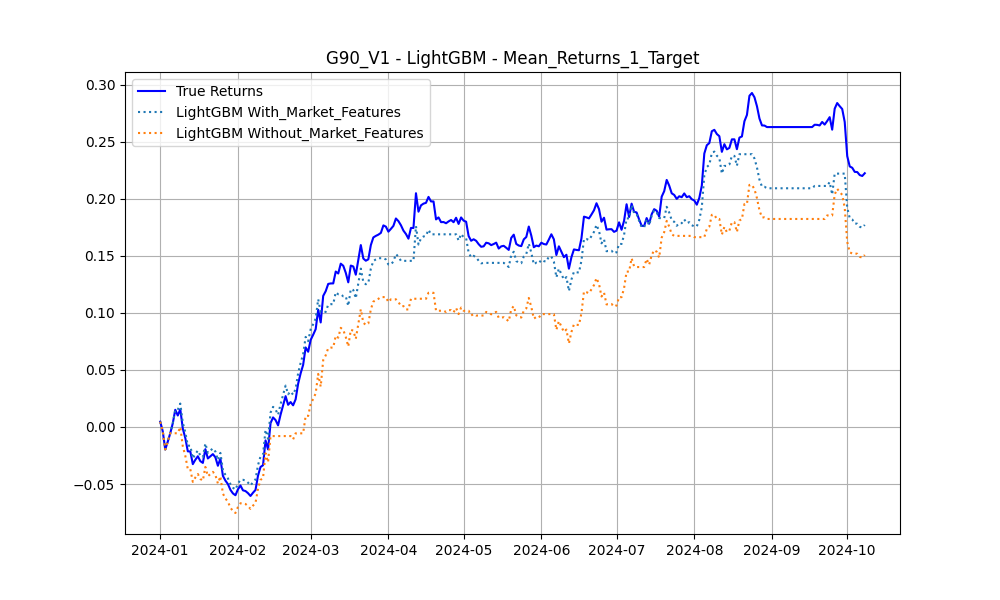 G90_V1 - LightGBM - Mean_Returns_1_Target
True Returns
LightGBM With_Market_Features
LightGBM Without_Market_Features
0.30
0.25
0.20
0.15
0.10
0.05
0.00
−0.05
2024-01 2024-02 2024-03 2024-04 2024-05 2024-06 2024-07 2024-08 2024-09 2024-10